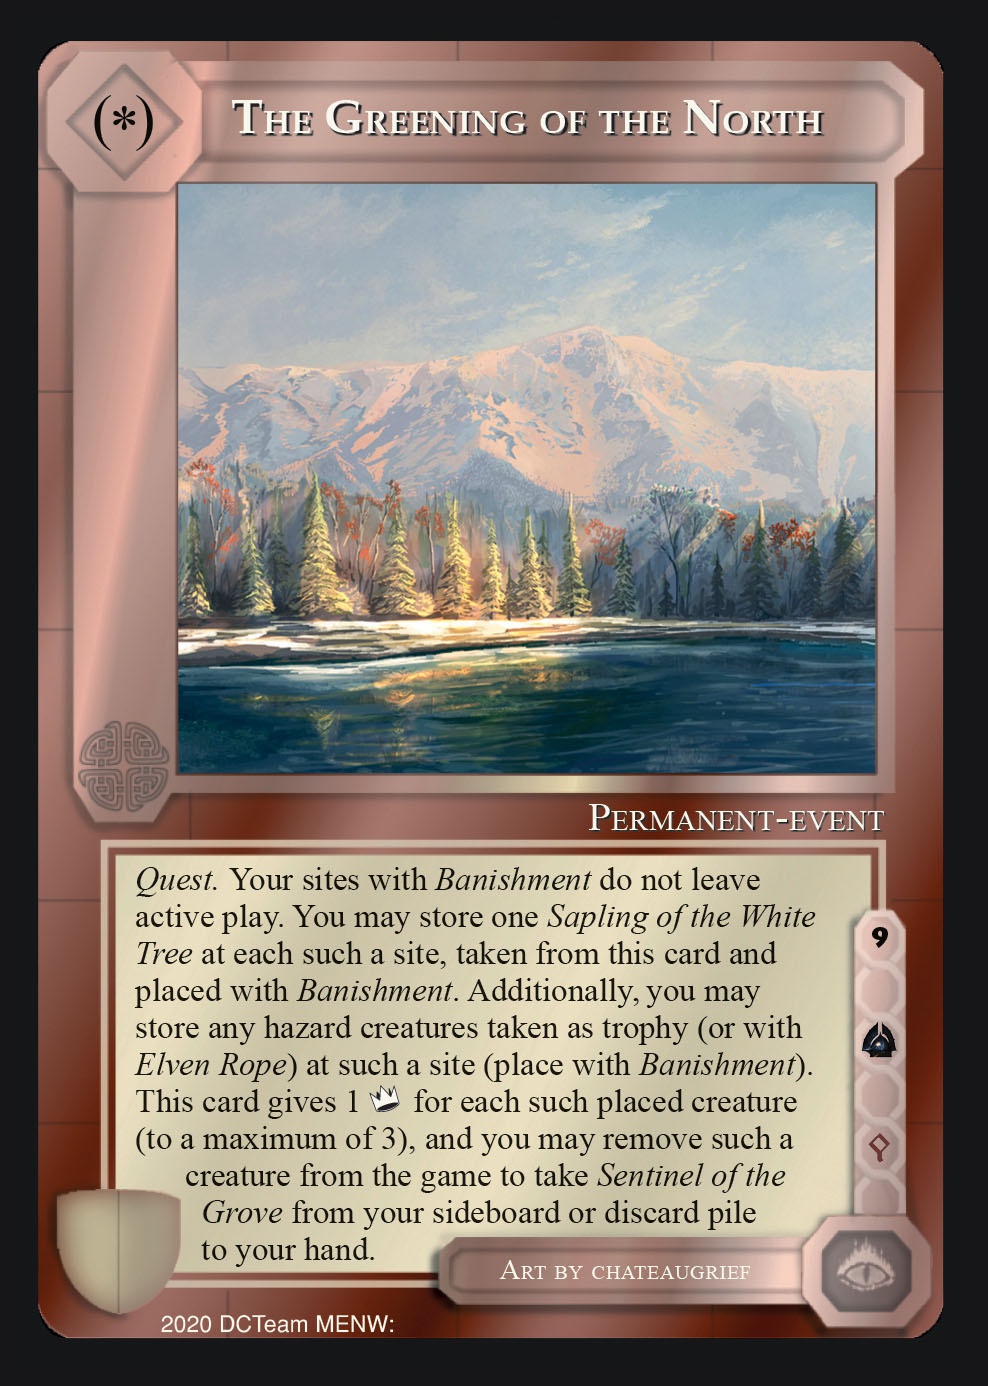 (*)
The Greening of the North
Permanent-event
Quest. Your sites with Banishment do not leave
active play. You may store one Sapling of the White
Tree at each such a site, taken from this card and
placed with Banishment. Additionally, you may
store any hazard creatures taken as trophy (or with
Elven Rope) at such a site (place with Banishment).
This card gives 1 for each such placed creature
(to a maximum of 3), and you may remove such a
creature from the game to take Sentinel of the
Grove from your sideboard or discard pile
to your hand.
9
Art by chateaugrief
2020 DCTeam MENW: